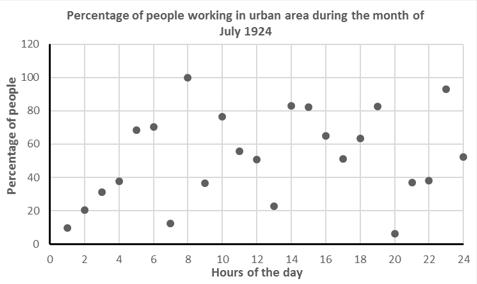 Percentage of people working in urban area during the month of
July 1924
120
100
80
60
40
20
0
Percentage of people
0 2 4 6 8 10 12 14 16 18 20 22 24
Hours of the day